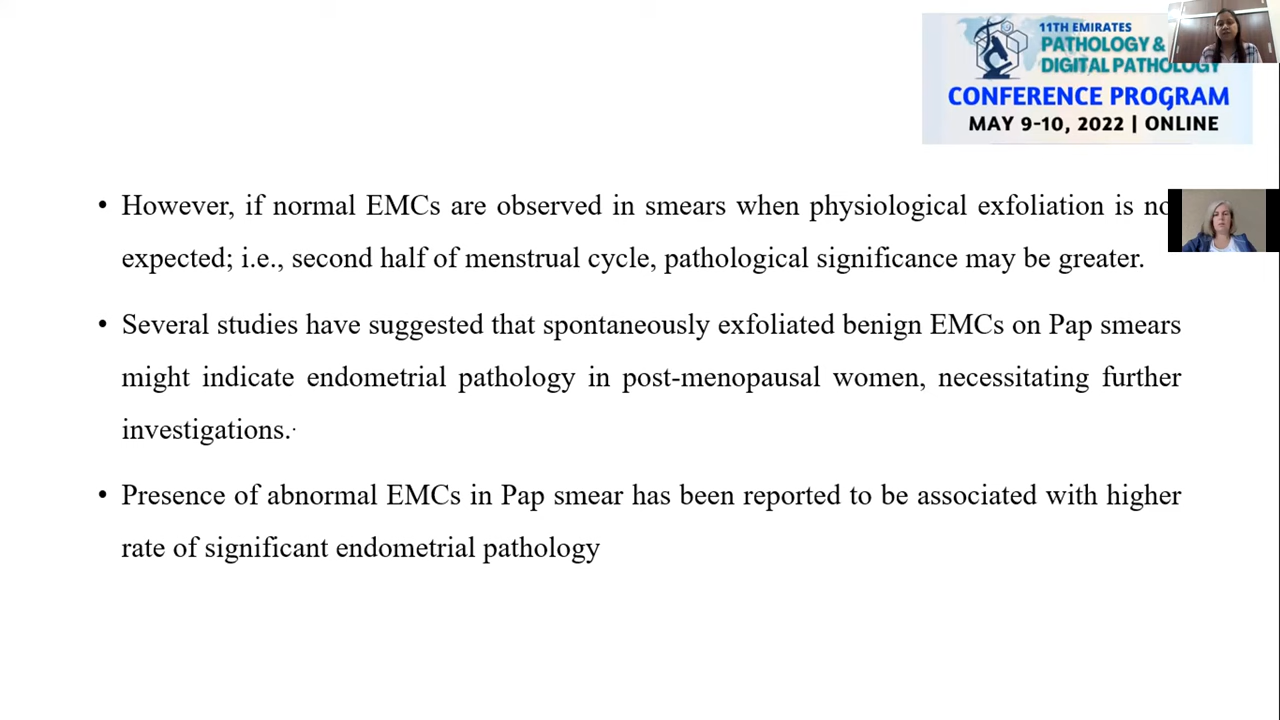 11TH EMIRATES
PATHOLOGY &
DIGITAL PATHOLOGY
CONFERENCE PROGRAM
MAY 9-10, 2022 | ONLINE
• However, if normal EMCs are observed in smears when physiological exfoliation is no
expected; i.e., second half of menstrual cycle, pathological significance may be greater.
• Several studies have suggested that spontaneously exfoliated benign EMCs on Pap smears
might indicate endometrial pathology in post-menopausal women, necessitating further
investigations..
• Presence of abnormal EMCs in Pap smear has been reported to be associated with higher
rate of significant endometrial pathology